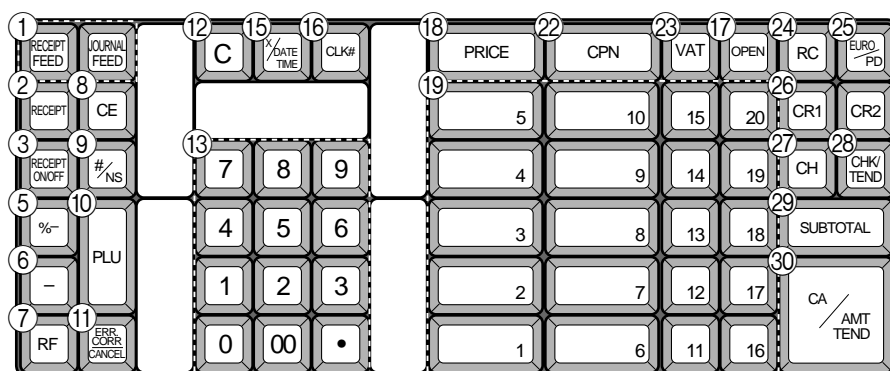 1 12 15 16 18 22 23 17 24 25
RECEIPT FEED JOURNAL FEED C X/DATE TIME CLK# PRICE CPN VAT OPEN RC EURO/PD
2 8 19 26
RECEIPT CE 5 10 15 20 CR1 CR2
3 9 13 27 28
RECEIPT ON/OFF #/NS 7 8 9 4 9 14 19 CH CHK/TEND
5 10 29
%− PLU 4 5 6 3 8 13 18 SUBTOTAL
6 30
− 1 2 3 2 7 12 17 CA/AMT TEND
7 11
RF ERR. CORR CANCEL 0 00 • 1 6 11 16